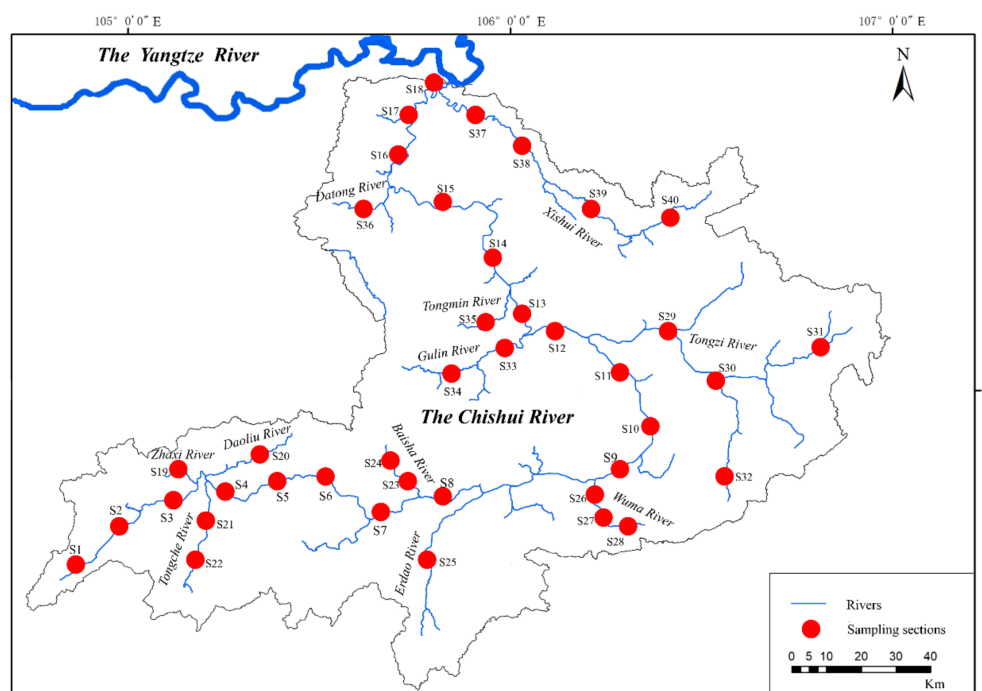 105° 0′0″E
106° 0′0″E
107° 0′0″E
The Yangtze River
N
S18
S17
S37
S16
S38
Datong River
S15
S39
S40
S36
Xishui River
S14
Tongmin River
S13
S35
S29
S31
S12
Tongzi River
Gulin River
S33
S30
S34
S11
The Chishui River
S10
Daoliu River
Baisha River
Zhaxi River
S19
S20
S24
S9
S4
S5
S6
S23
S8
S32
S3
S26
Wuma River
S2
S7
S27
S21
S28
Tongche River
Erdao River
S1
S22
S25
Rivers
Sampling sections
0 5 10 20 30 40
Km